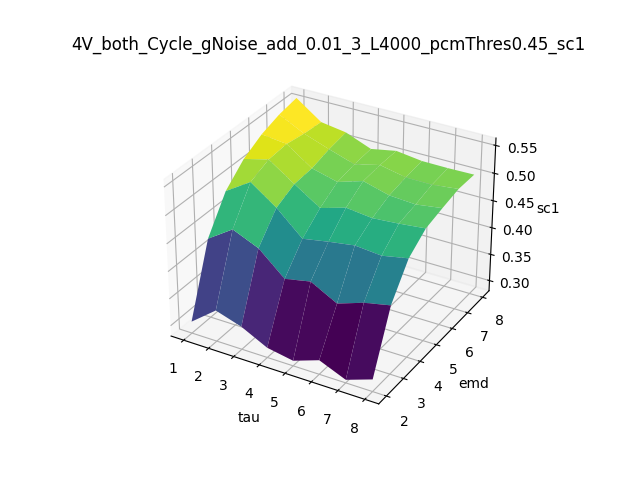 4V_both_Cycle_gNoise_add_0.01_3_L4000_pcmThres0.45_sc1
0.55
0.50
0.45
sc1
0.40
0.35
0.30
1 2 3 4 5 6 7 8
tau
2 3 4 5 6 7 8
emd